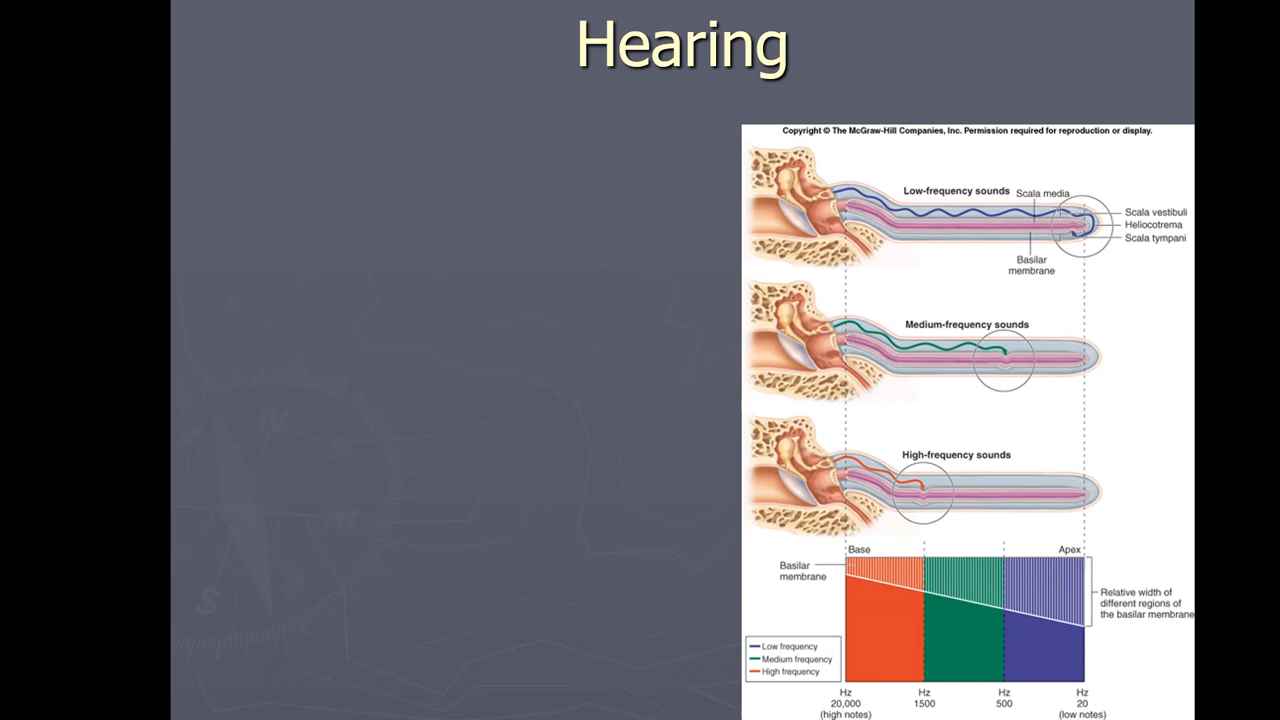 Hearing
Copyright © The McGraw-Hill Companies, Inc. Permission required for reproduction or display.
Low-frequency sounds
Scala media
Scala vestibuli
Heliocotrema
Scala tympani
Basilar
membrane
Medium-frequency sounds
High-frequency sounds
Base
Apex
Basilar
membrane
Relative width of
different regions of
the basilar membrane
Low frequency
Medium frequency
High frequency
Hz
20,000
(high notes)
Hz
1500
Hz
500
Hz
20
(low notes)